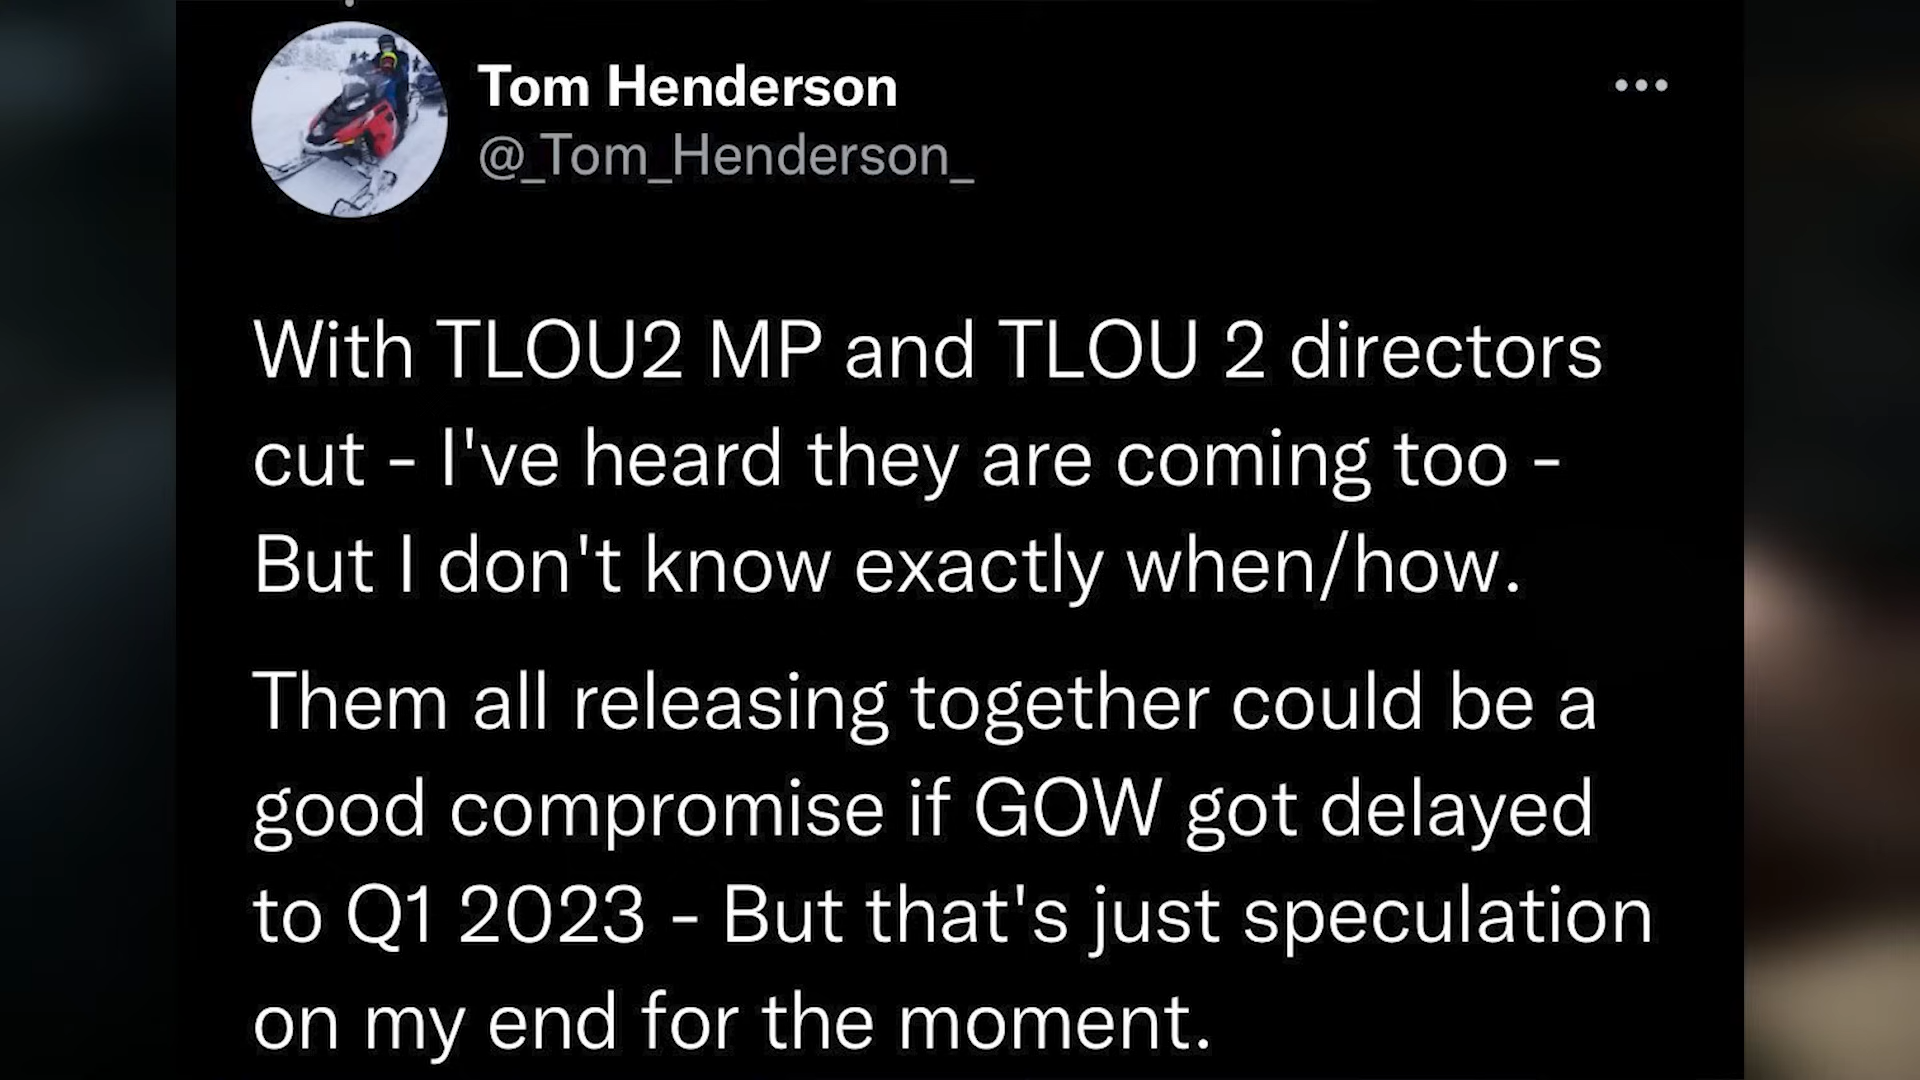 Tom Henderson
@_Tom_Henderson_
With TLOU2 MP and TLOU 2 directors
cut - I've heard they are coming too -
But I don't know exactly when/how.
Them all releasing together could be a
good compromise if GOW got delayed
to Q1 2023 - But that's just speculation
on my end for the moment.